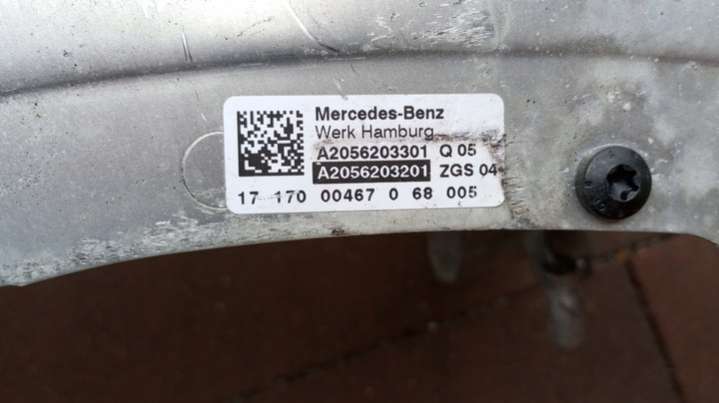 Mercedes-Benz
Werk Hamburg
A2056203301 Q 05
A2056203201 ZGS 04
17 170 00467 0 68 005